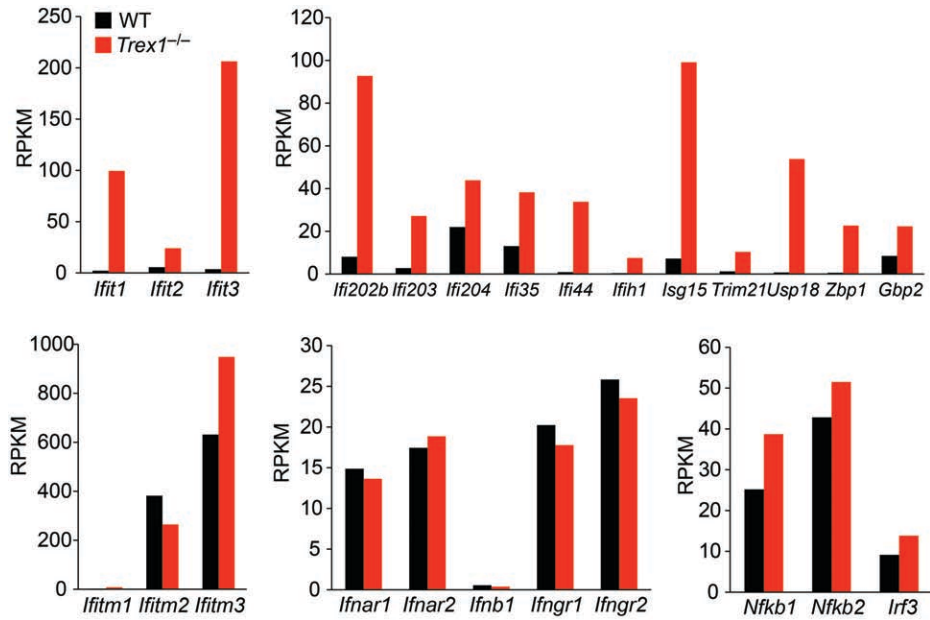 WT
Trex1–/–
RPKM
250
200
150
100
50
0
Ifit1 Ifit2 Ifit3
RPKM
120
100
80
60
40
20
0
Ifi202b Ifi203 Ifi204 Ifi35 Ifi44 Ifih1 Isg15 Trim21 Usp18 Zbp1 Gbp2
RPKM
1000
800
600
400
200
0
Ifitm1 Ifitm2 Ifitm3
RPKM
30
25
20
15
10
5
0
Ifnar1 Ifnar2 Ifnb1 Ifngr1 Ifngr2
RPKM
60
50
40
30
20
10
0
Nfkb1 Nfkb2 Irf3